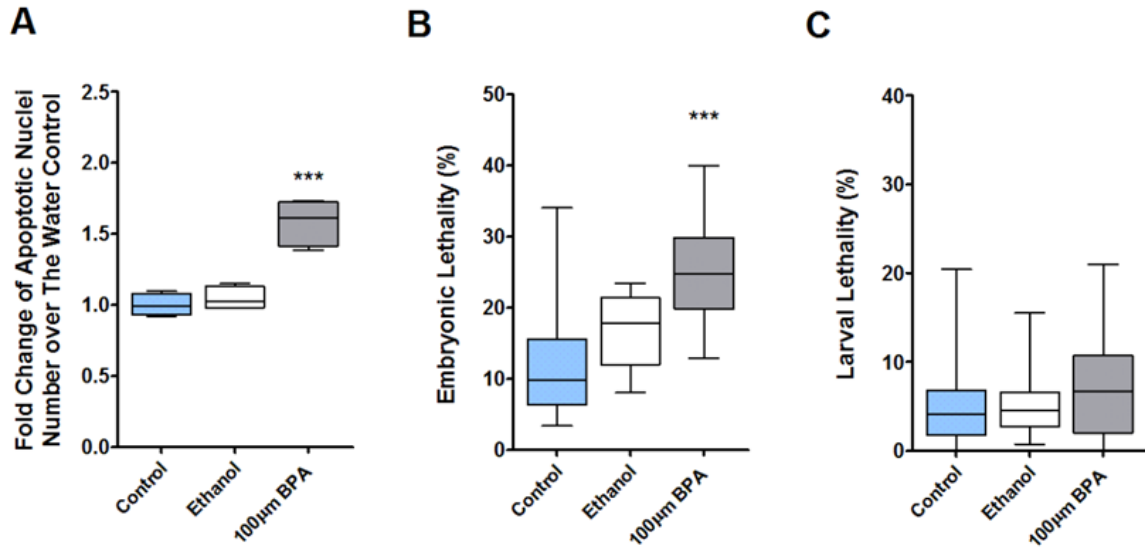 A
Fold Change of Apoptotic Nuclei
Number over The Water Control
2.5
2.0
1.5
1.0
0.5
0.0
***
Control
Ethanol
100µm BPA
B
Embryonic Lethality (%)
50
40
30
20
10
0
***
Control
Ethanol
100µm BPA
C
Larval Lethality (%)
40
30
20
10
0
Control
Ethanol
100µm BPA